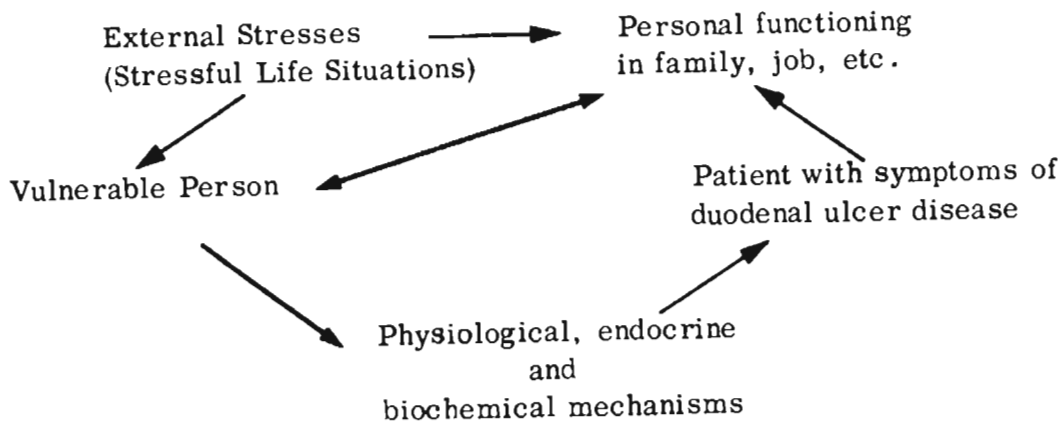 External Stresses
(Stressful Life Situations)
Personal functioning
in family, job, etc.
Vulnerable Person
Patient with symptoms of
duodenal ulcer disease
Physiological, endocrine
and
biochemical mechanisms